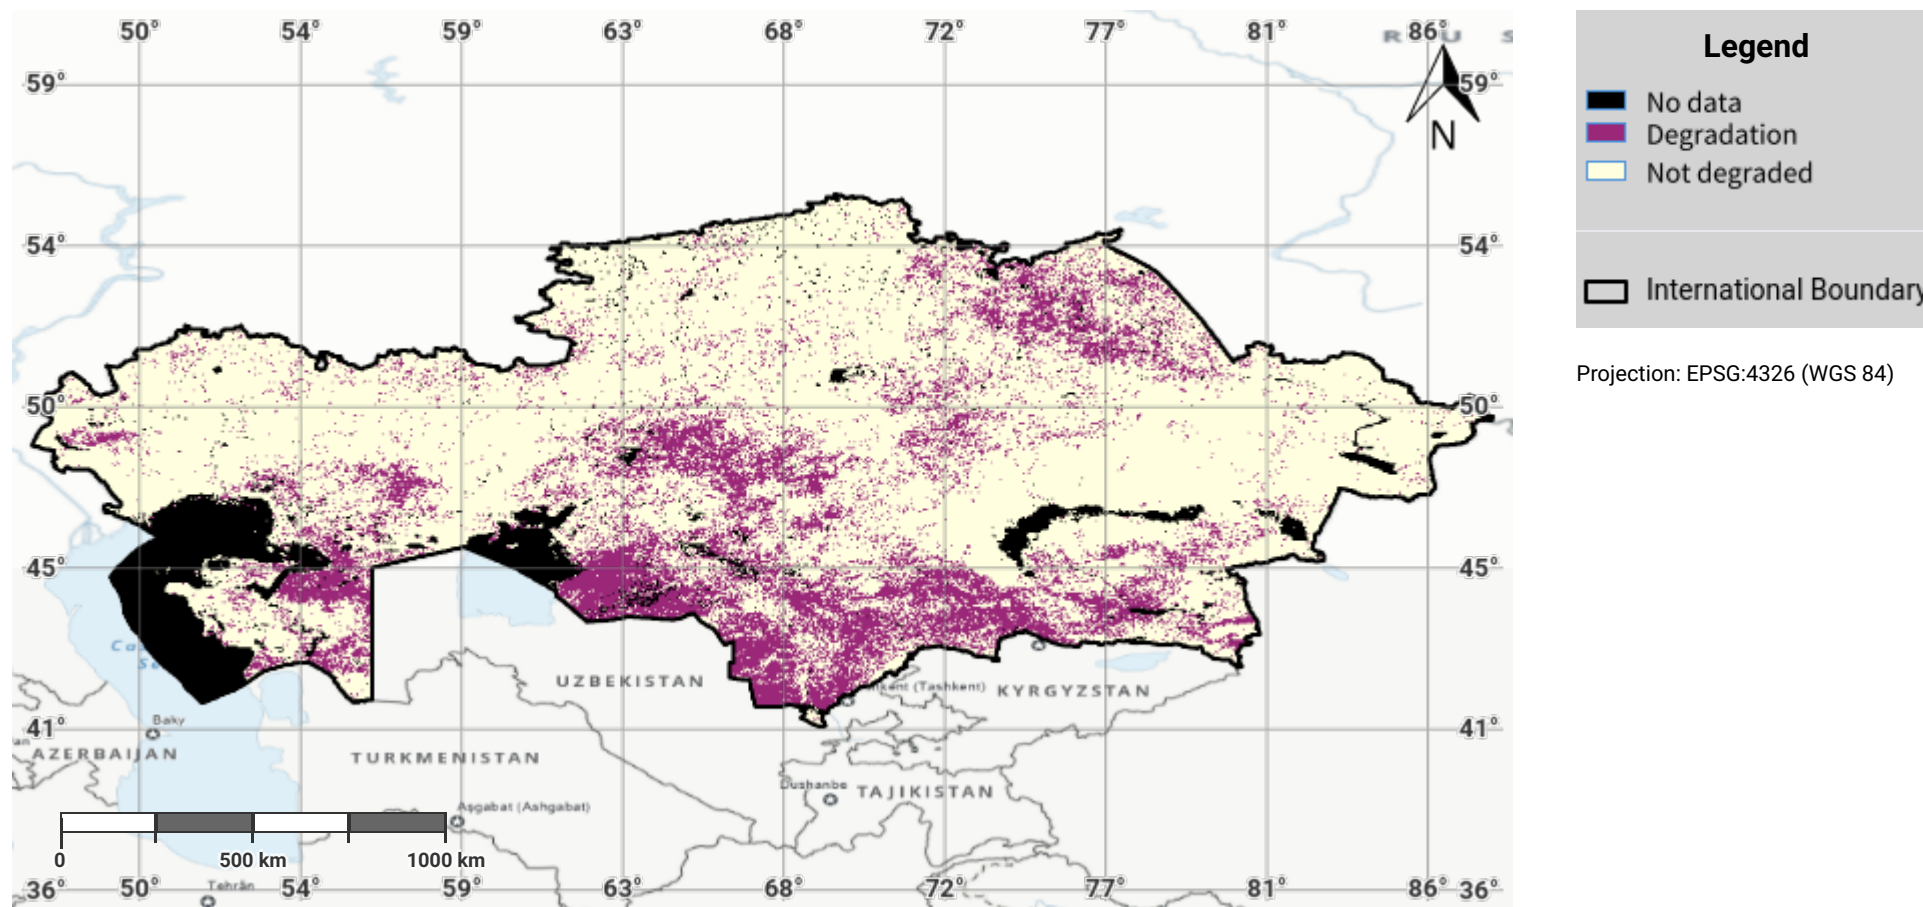 50° 54° 59° 63° 68° 72° 77° 81° 86°
R U S
Legend
59° 59°
No data
N
Degradation
Not degraded
54° 54°
International Boundary
Projection: EPSG:4326 (WGS 84)
50° 50°
45° 45°
UZBEKISTAN
KYRGYZSTAN
(Tashkent)
Baky
41° 41°
AZERBAIJAN
TURKMENISTAN
Dushanbe
TAJIKISTAN
Aşgabat (Ashgabat)
0 500 km 1000 km
36° 50° 54° 59° 63° 68° 72° 77° 81° 86° 36°
Tehrān